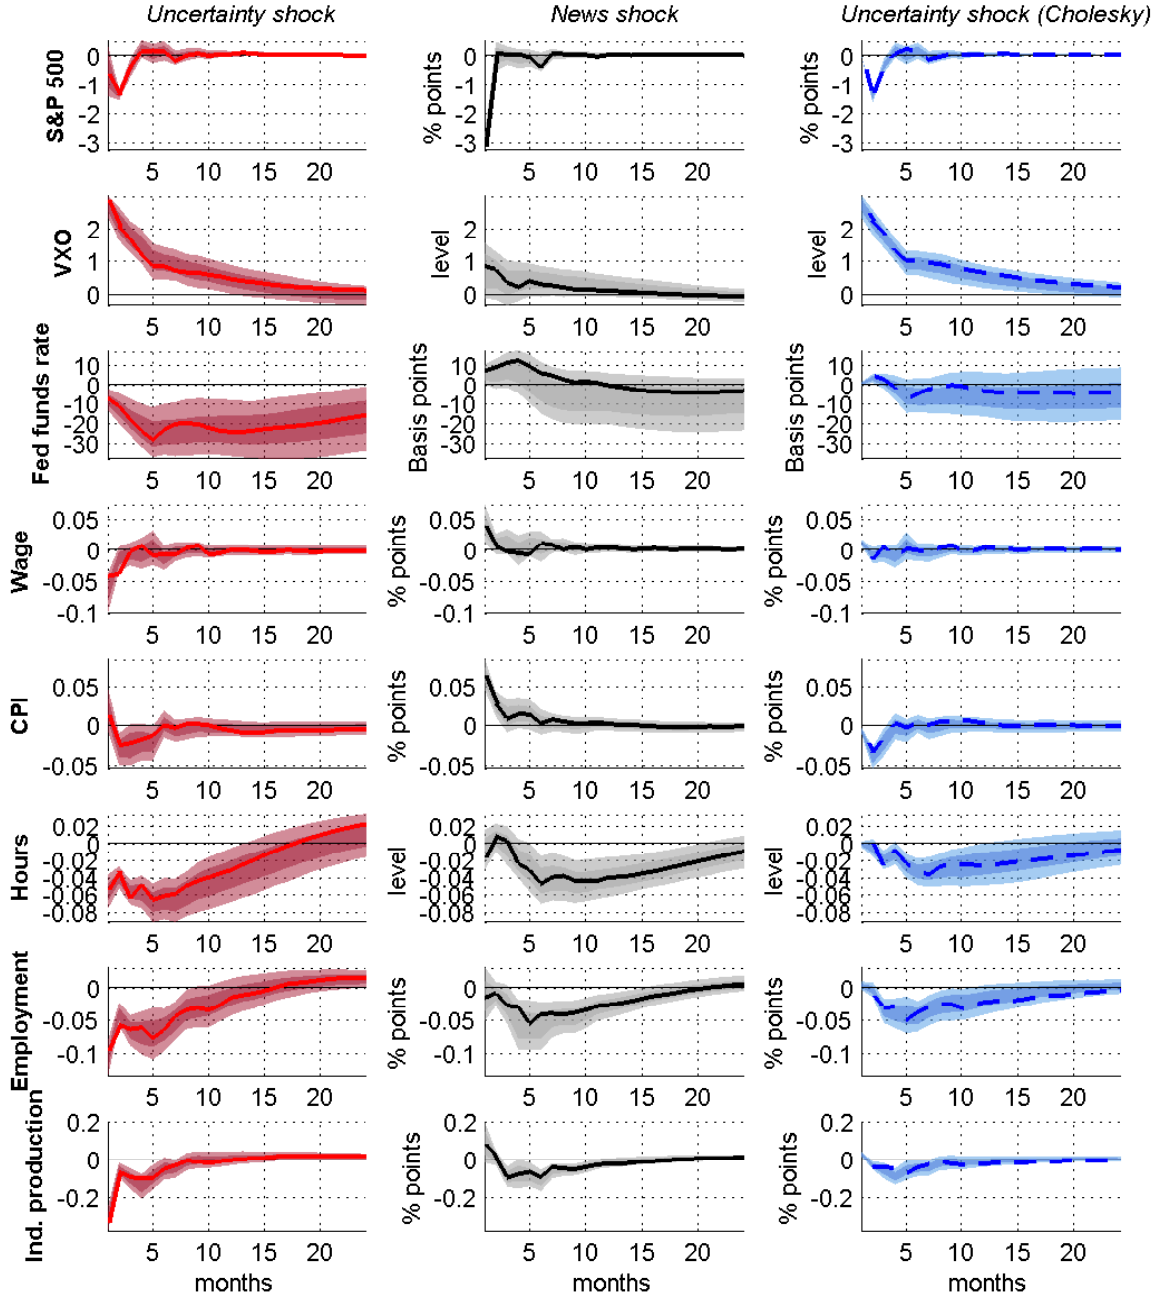 Uncertainty shock News shock Uncertainty shock (Cholesky)
S&P 500
0
-1
-2
-3
5 10 15 20
% points
0
-1
-2
-3
5 10 15 20
% points
0
-1
-2
-3
5 10 15 20
VXO
2
1
0
5 10 15 20
level
2
1
0
5 10 15 20
level
2
1
0
5 10 15 20
Fed funds rate
10
0
-10
-20
-30
5 10 15 20
Basis points
10
0
-10
-20
-30
5 10 15 20
Basis points
10
0
-10
-20
-30
5 10 15 20
Wage
0.05
0
-0.05
-0.1
5 10 15 20
% points
0.05
0
-0.05
-0.1
5 10 15 20
% points
0.05
0
-0.05
-0.1
5 10 15 20
CPI
0.05
0
-0.05
5 10 15 20
% points
0.05
0
-0.05
5 10 15 20
% points
0.05
0
-0.05
5 10 15 20
Hours
0.02
0
-0.02
-0.04
-0.06
-0.08
5 10 15 20
level
0.02
0
-0.02
-0.04
-0.06
-0.08
5 10 15 20
level
0.02
0
-0.02
-0.04
-0.06
-0.08
5 10 15 20
Employment
0
-0.05
-0.1
5 10 15 20
% points
0
-0.05
-0.1
5 10 15 20
% points
0
-0.05
-0.1
5 10 15 20
Ind. production
0.2
0
-0.2
5 10 15 20
months
% points
0.2
0
-0.2
5 10 15 20
months
% points
0.2
0
-0.2
5 10 15 20
months